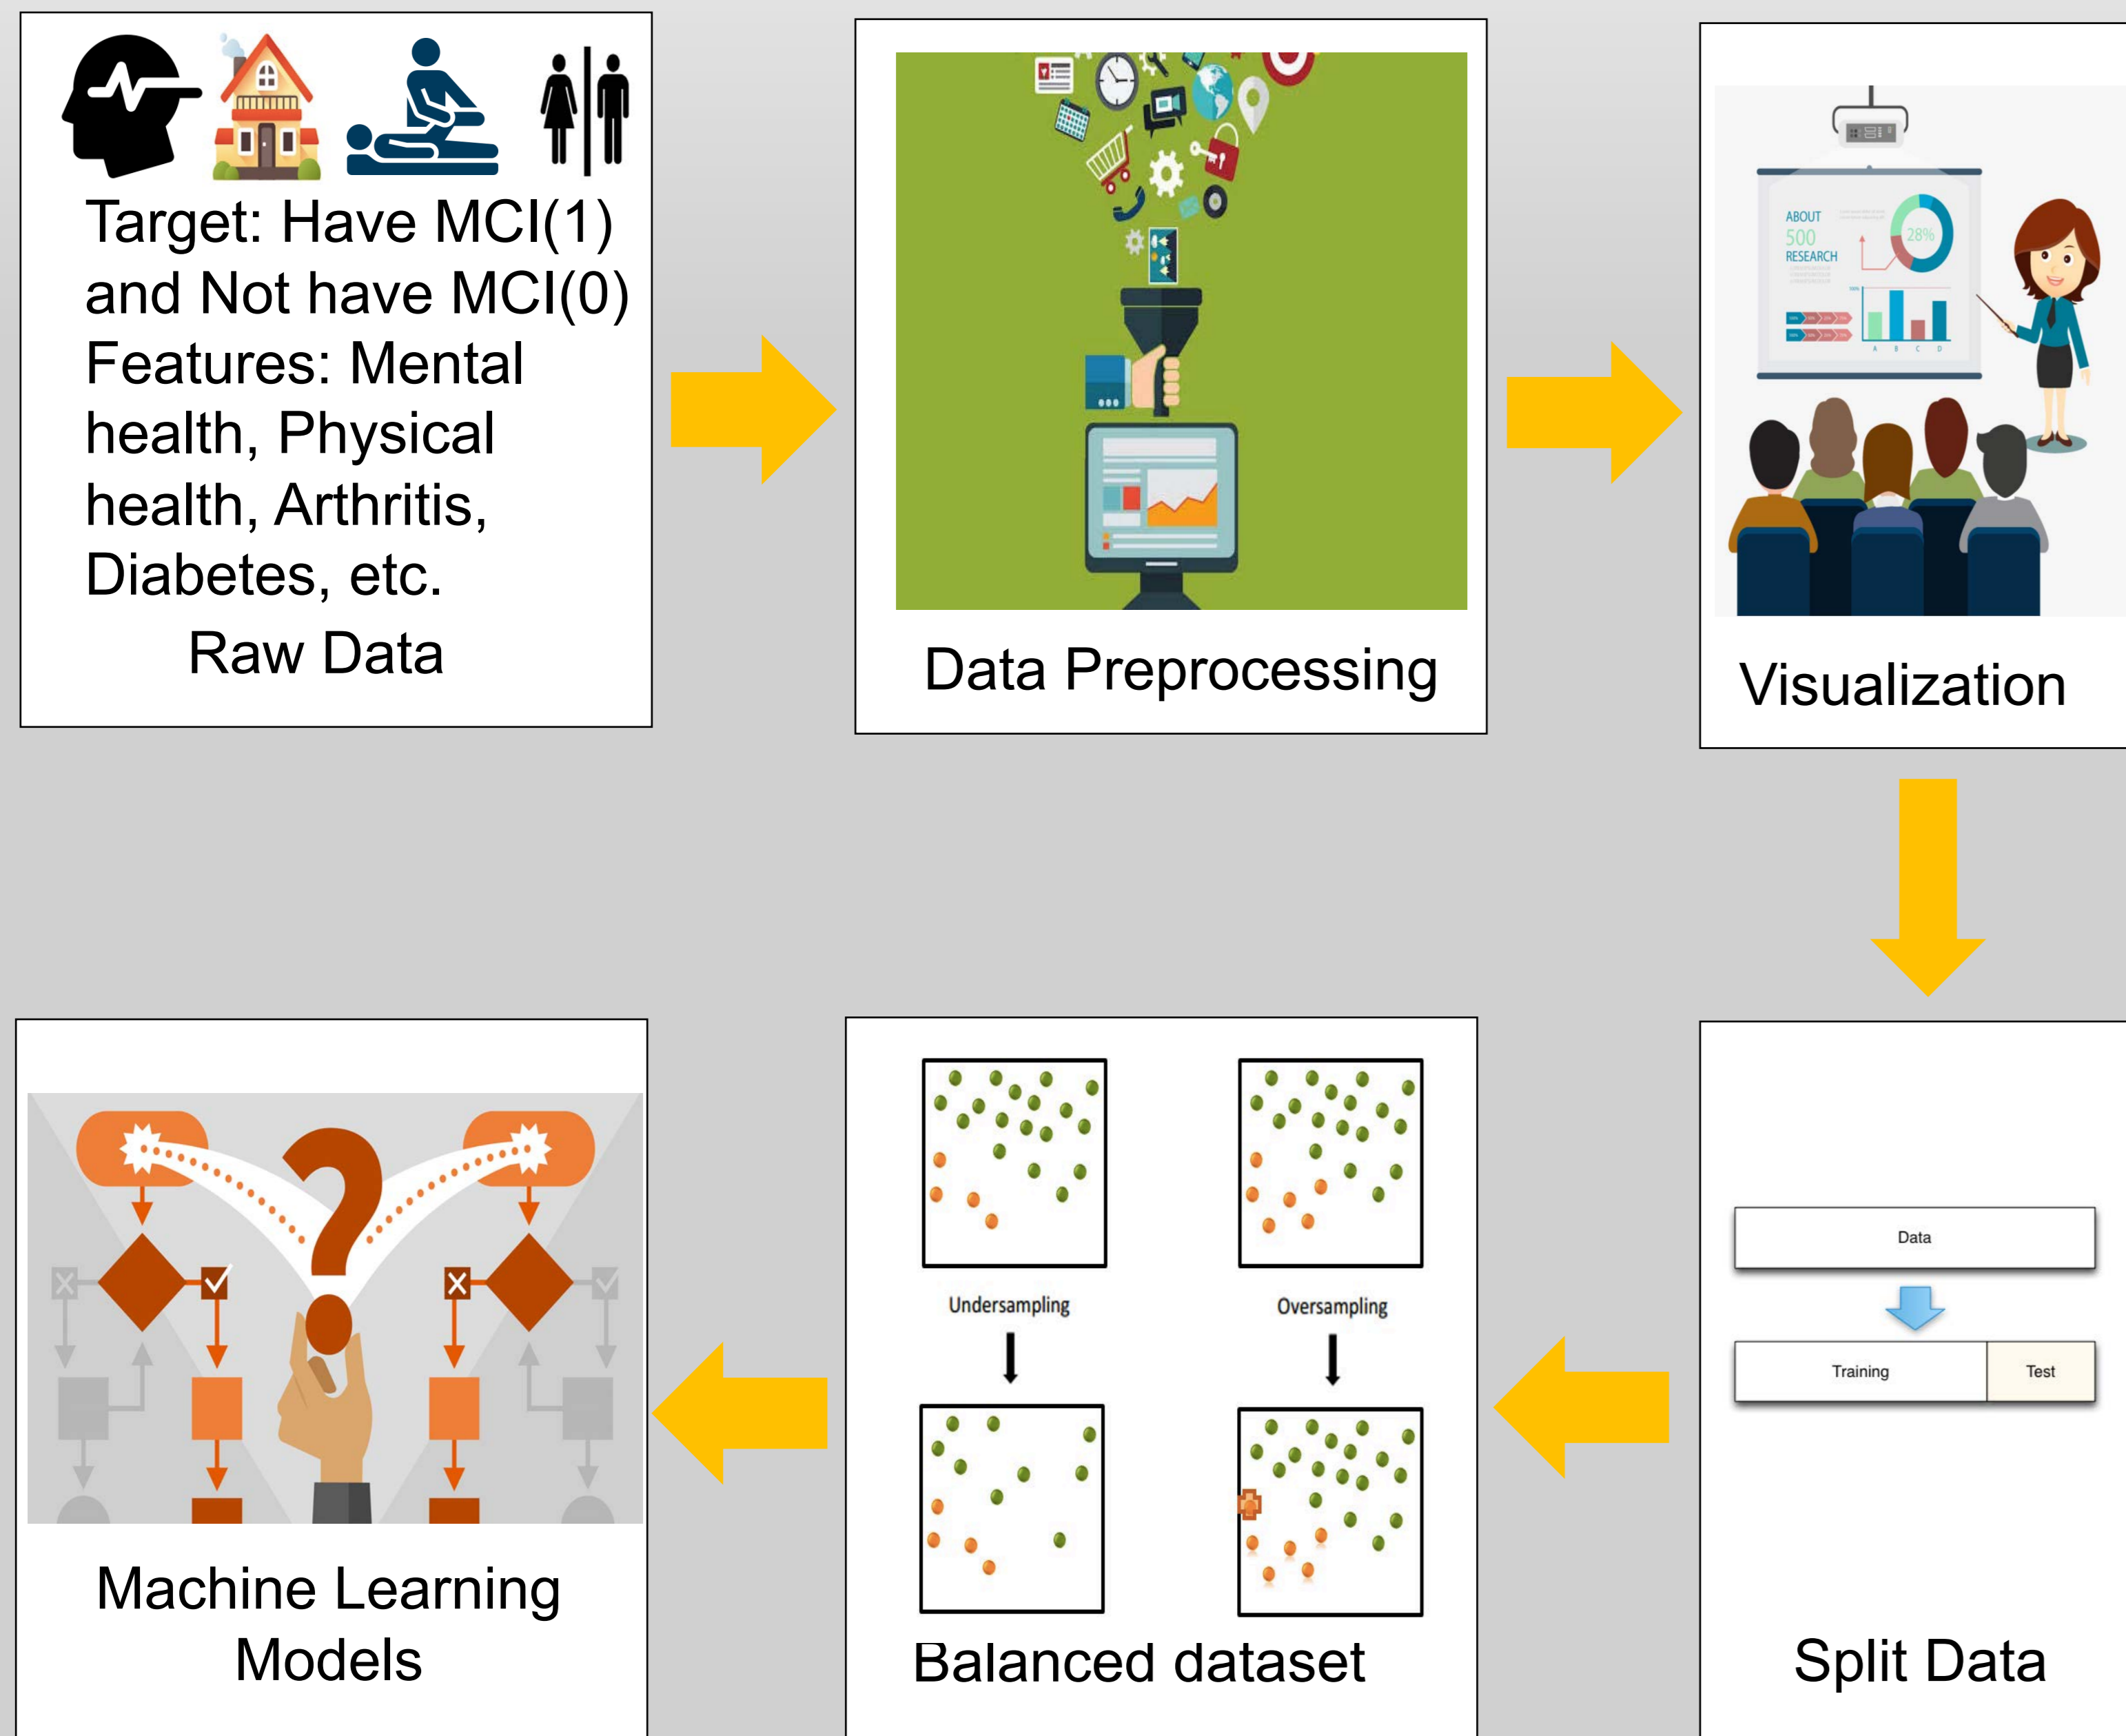 Target: Have MCI(1)
and Not have MCI(0)
Features: Mental
health, Physical
health, Arthritis,
Diabetes, etc.
Raw Data
Data Preprocessing
ABOUT
500
RESEARCH
28%
100%
A B C D
Visualization
Machine Learning
Models
Undersampling
Oversampling
Balanced dataset
Data
Training
Test
Split Data